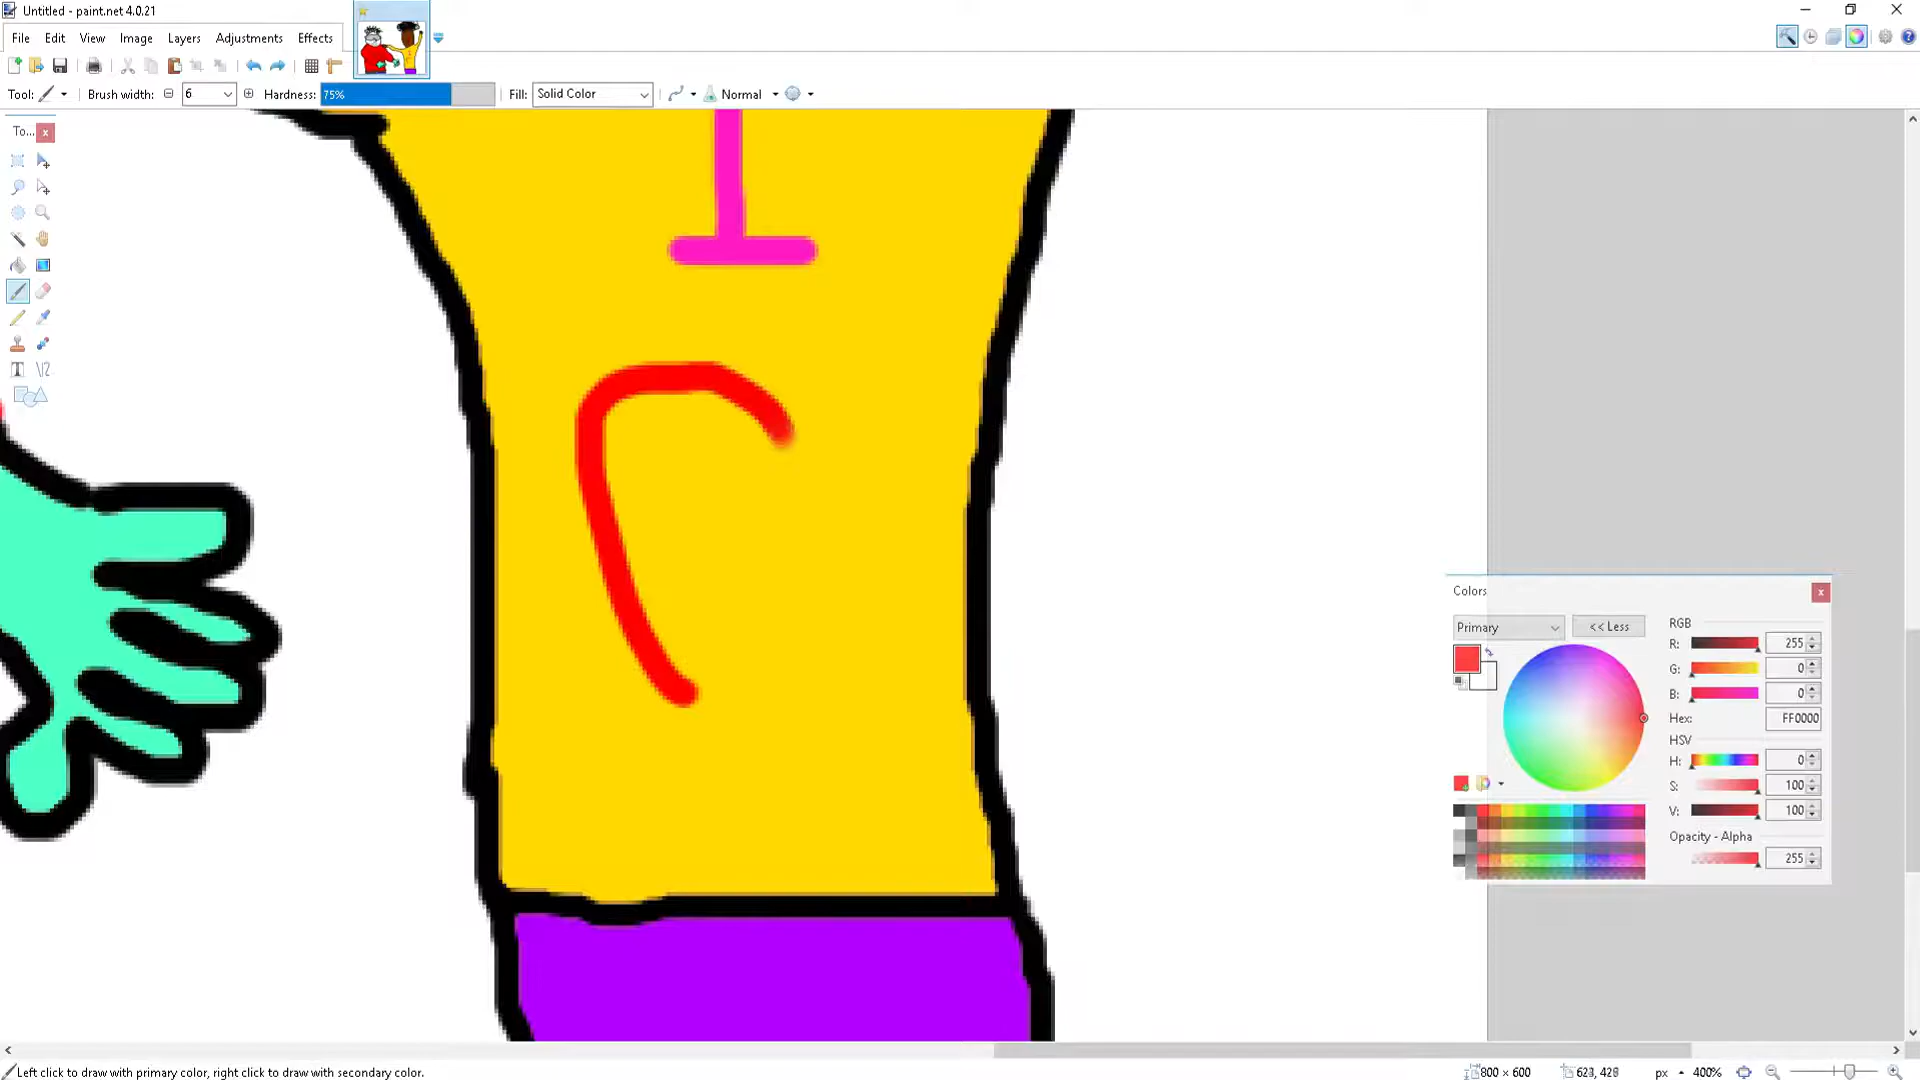 Untitled - paint.net 4.0.21
File Edit View Image Layers Adjustments Effects
Tool: Brush width: 6 Hardness: 75% Fill: Solid Color Normal
To...
I
Colors
Primary << Less RGB
R: 255
G: 0
B: 0
Hex: FF0000
HSV
H: 0
S: 100
V: 100
Opacity - Alpha
255
Left click to draw with primary color, right click to draw with secondary color. 800 × 600 623, 428 px 400%